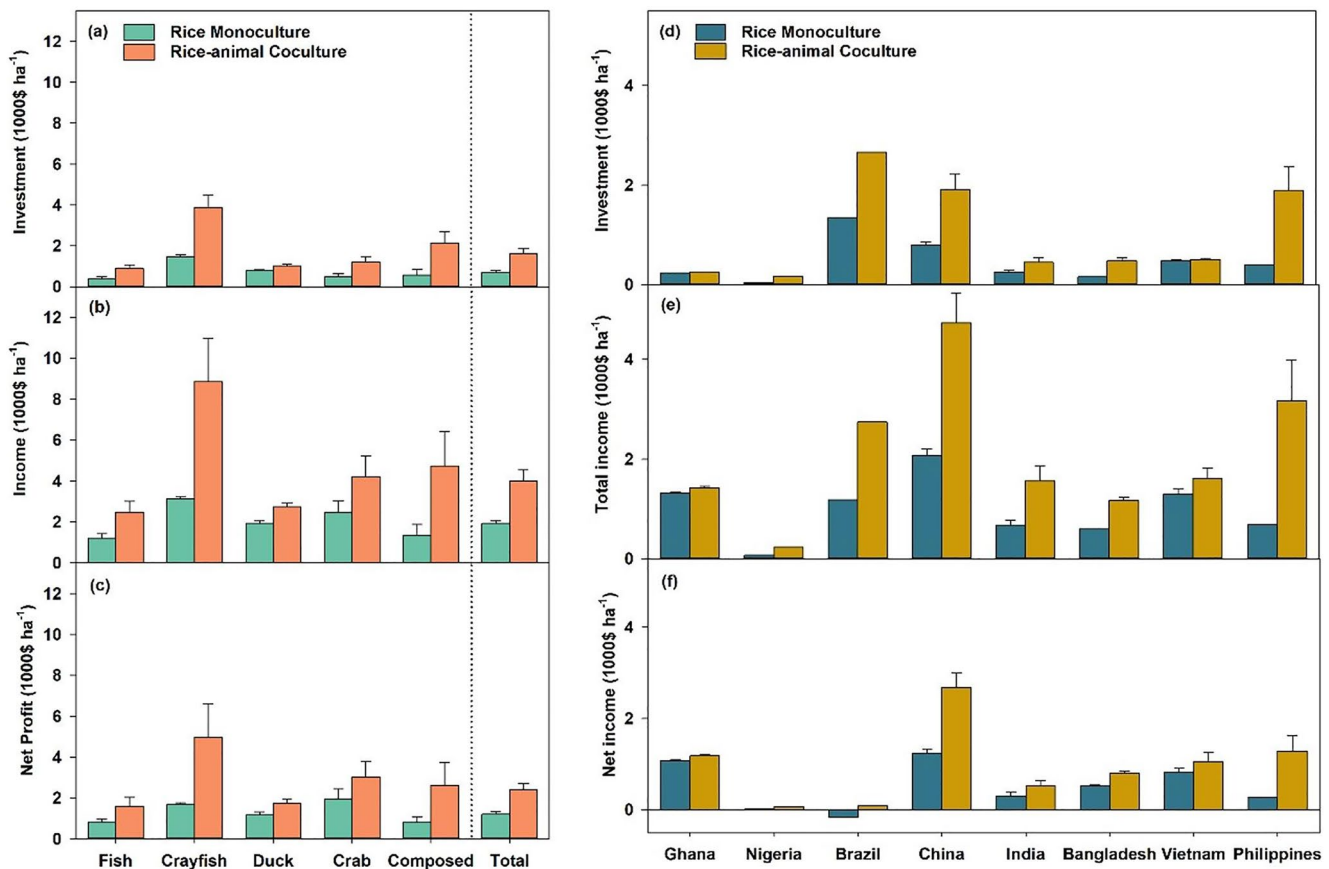 (a)
Rice Monoculture
Rice-animal Coculture
Investment (1000$ ha⁻¹)
12
10
8
6
4
2
0
(b)
Income (1000$ ha⁻¹)
12
10
8
6
4
2
0
(c)
Net Profit (1000$ ha⁻¹)
12
10
8
6
4
2
0
Fish Crayfish Duck Crab Composed Total
(d)
Rice Monoculture
Rice-animal Coculture
Investment (1000$ ha⁻¹)
4
2
0
(e)
Total income (1000$ ha⁻¹)
4
2
0
(f)
Net income (1000$ ha⁻¹)
4
2
0
Ghana Nigeria Brazil China India Bangladesh Vietnam Philippines